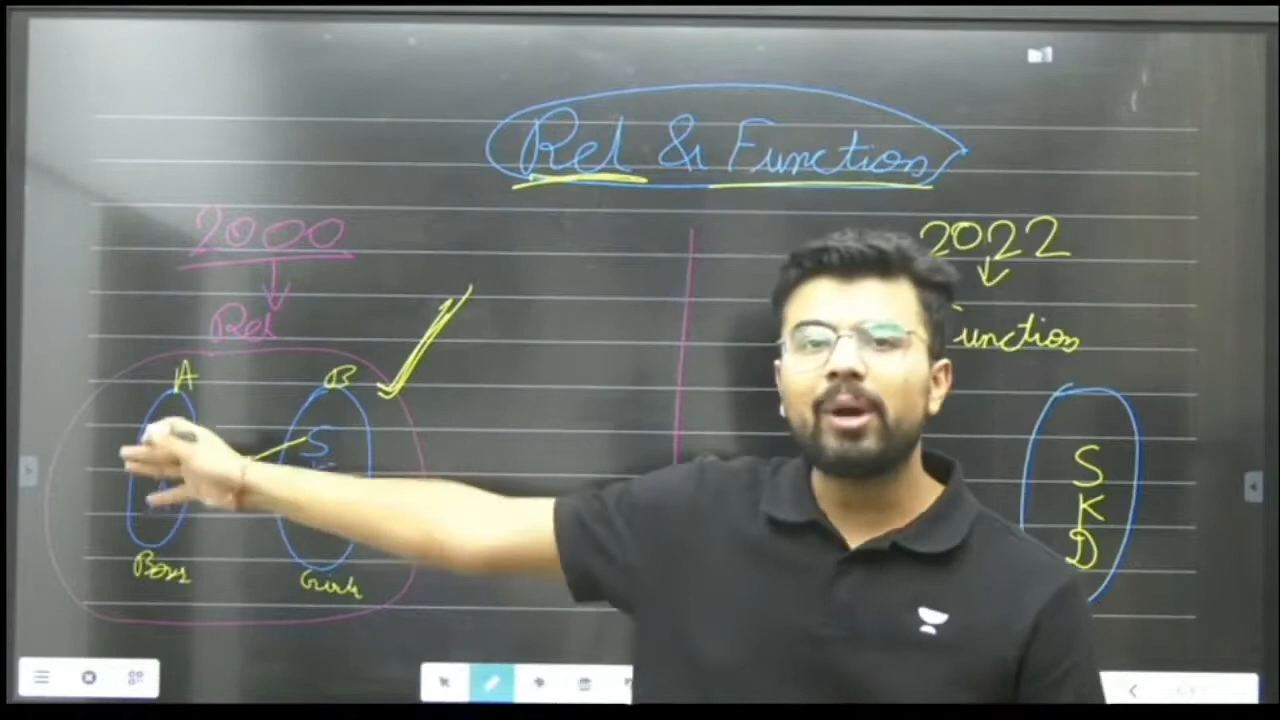 Rel & Function
2000
2022
Rel
unction
A
B
S
S
K
D
Boys
Girls